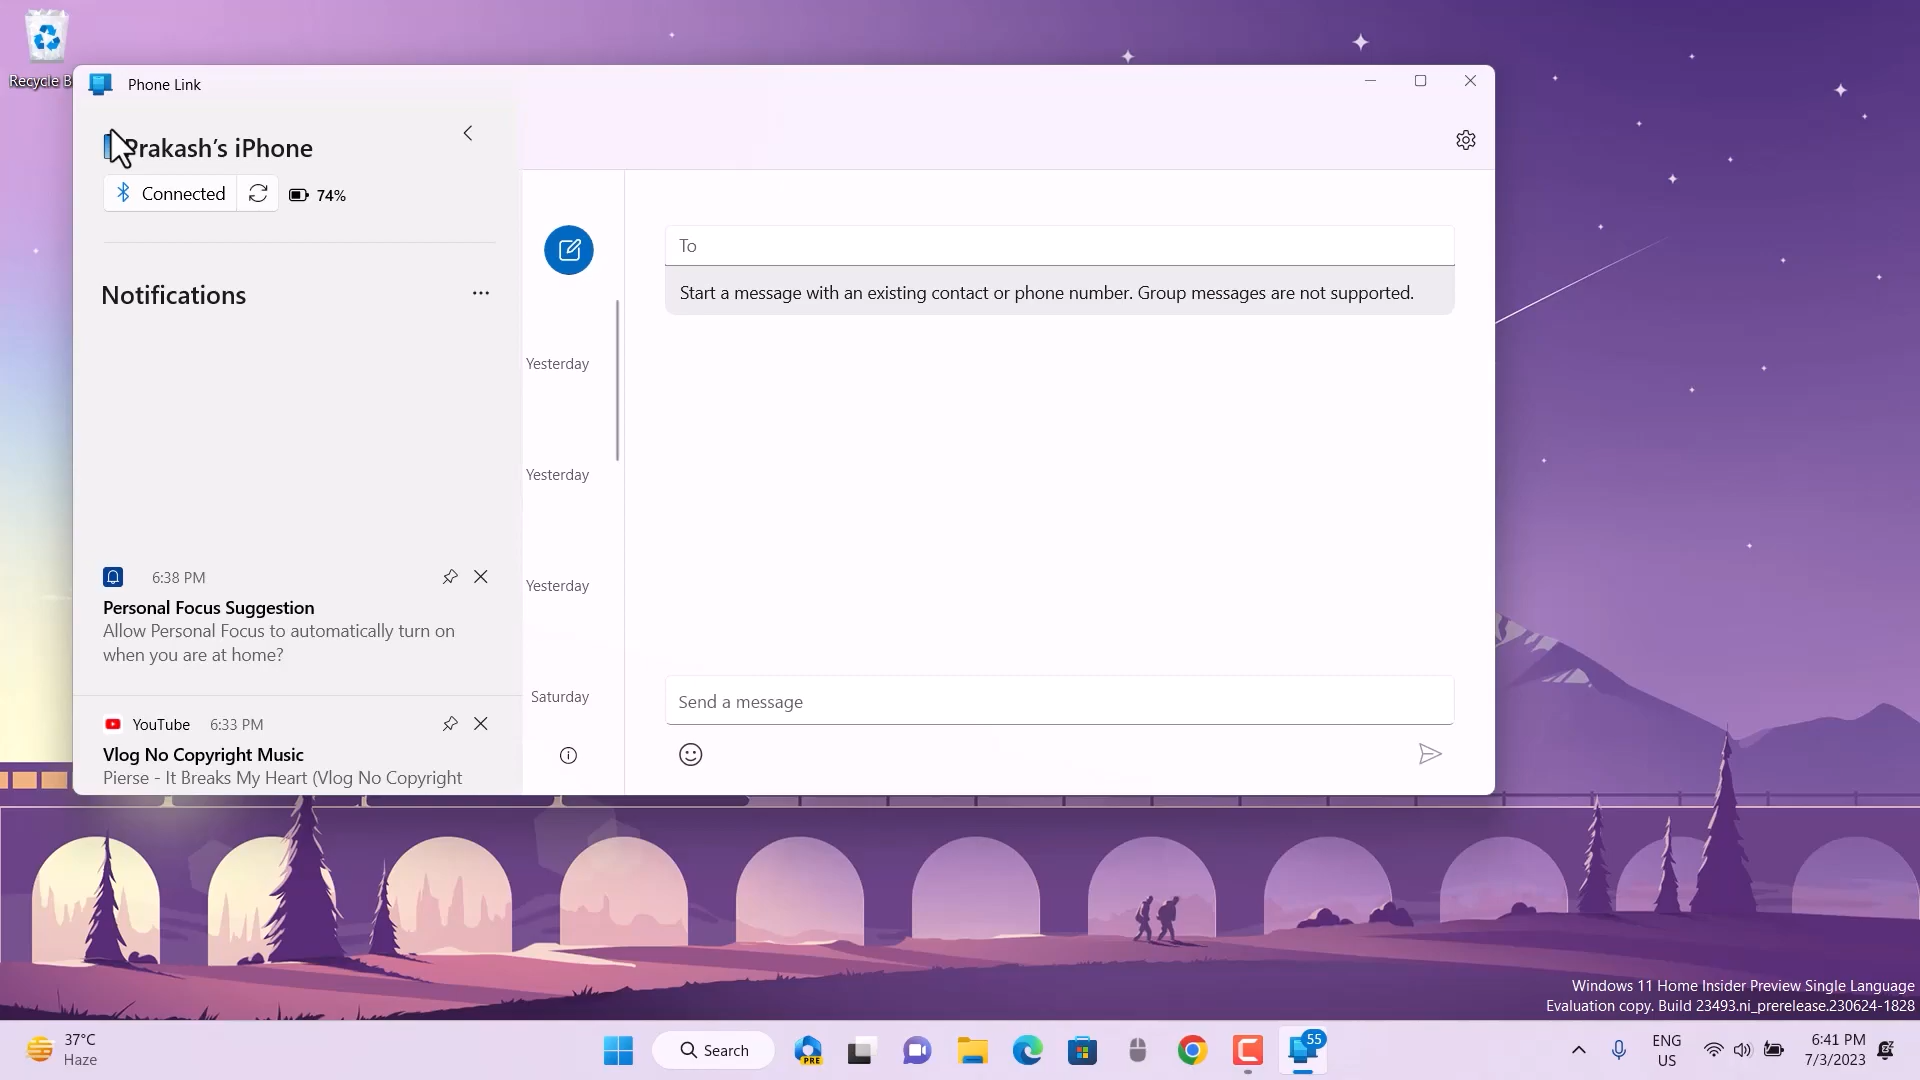 Recycle B
Phone Link
Prakash's iPhone
Connected
74%
Notifications
6:38 PM
Personal Focus Suggestion
Allow Personal Focus to automatically turn on
when you are at home?
YouTube 6:33 PM
Vlog No Copyright Music
Pierse - It Breaks My Heart (Vlog No Copyright
Yesterday
Yesterday
Yesterday
Saturday
To
Start a message with an existing contact or phone number. Group messages are not supported.
Send a message
Windows 11 Home Insider Preview Single Language
Evaluation copy. Build 23493.ni_prerelease.230624-1828
37°C
Haze
Search
PRE
55
ENG
US
6:41 PM
7/3/2023